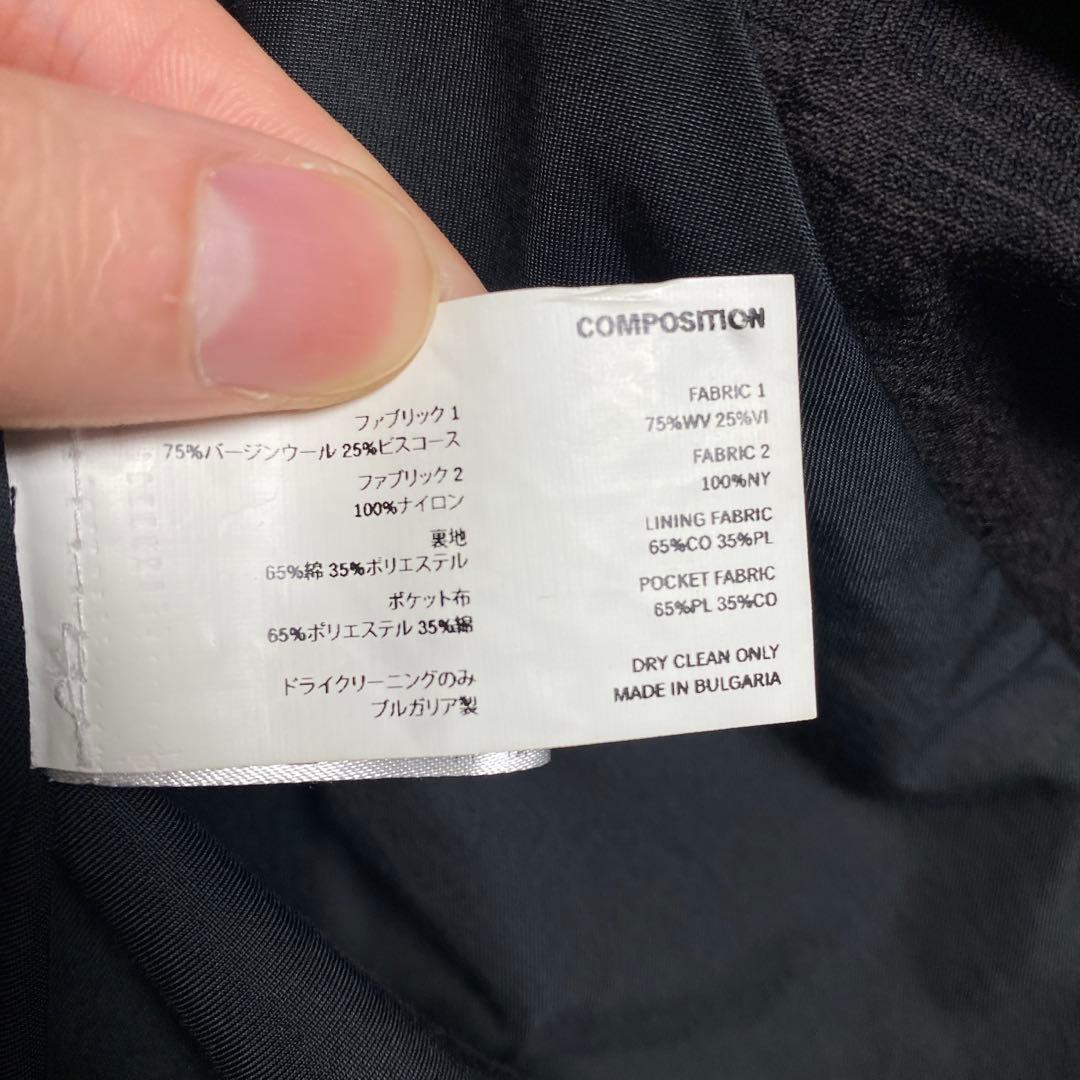 COMPOSITION
ファブリック 1
75%バージンウール 25%ビスコース
ファブリック 2
100%ナイロン
裏地
65%綿 35%ポリエステル
ポケット布
65%ポリエステル 35%綿
ドライクリーニングのみ
ブルガリア製
FABRIC 1
75%WV 25%VI
FABRIC 2
100%NY
LINING FABRIC
65%CO 35%PL
POCKET FABRIC
65%PL 35%CO
DRY CLEAN ONLY
MADE IN BULGARIA